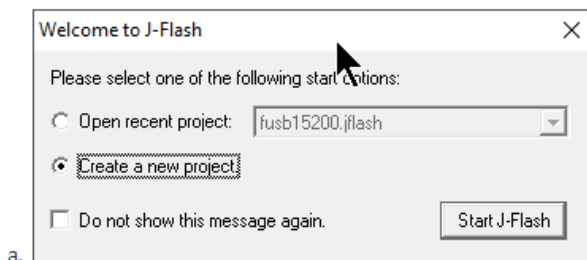 Welcome to J-Flash
Please select one of the following start options:
Open recent project: fusb15200.jflash
Create a new project
Do not show this message again. Start J-Flash
a.